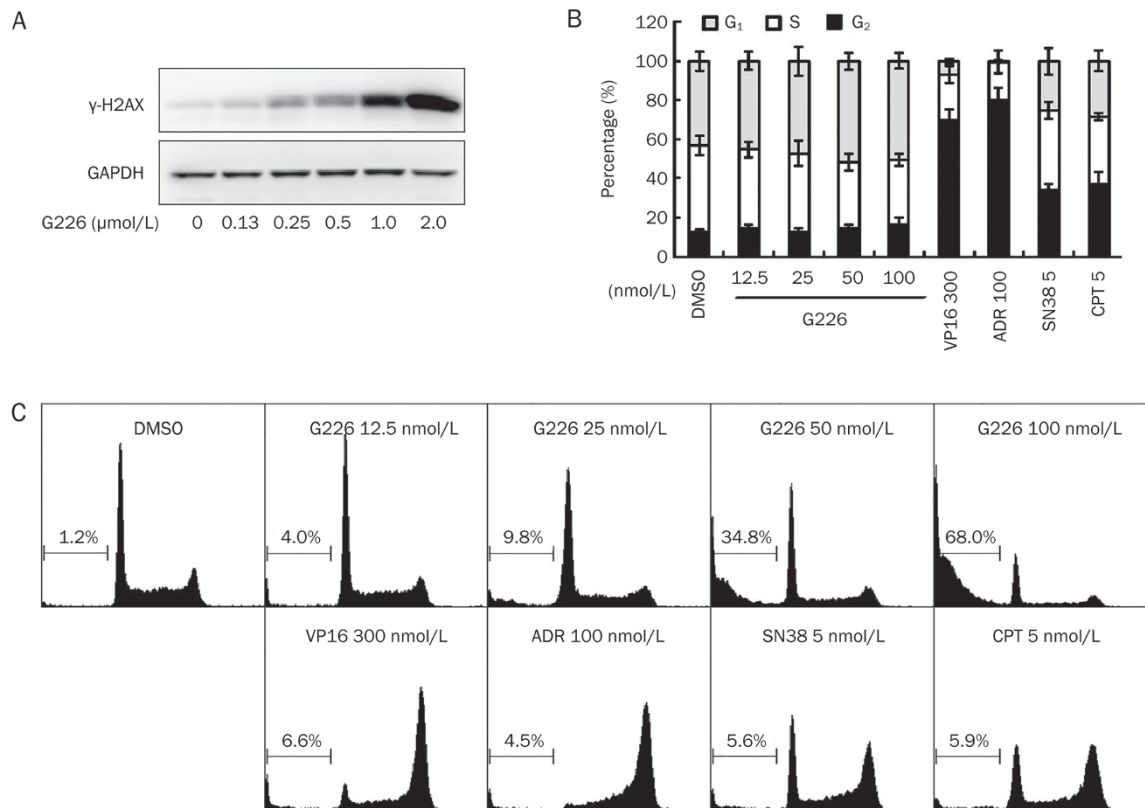 A
γ-H2AX
GAPDH
G226 (μmol/L) 0 0.13 0.25 0.5 1.0 2.0
B
G₁ S G₂
Percentage (%)
120
100
80
60
40
20
0
(nmol/L)
DMSO
12.5 25 50 100
G226
VP16 300
ADR 100
SN38 5
CPT 5
C
DMSO
1.2%
G226 12.5 nmol/L
4.0%
G226 25 nmol/L
9.8%
G226 50 nmol/L
34.8%
G226 100 nmol/L
68.0%
VP16 300 nmol/L
6.6%
ADR 100 nmol/L
4.5%
SN38 5 nmol/L
5.6%
CPT 5 nmol/L
5.9%